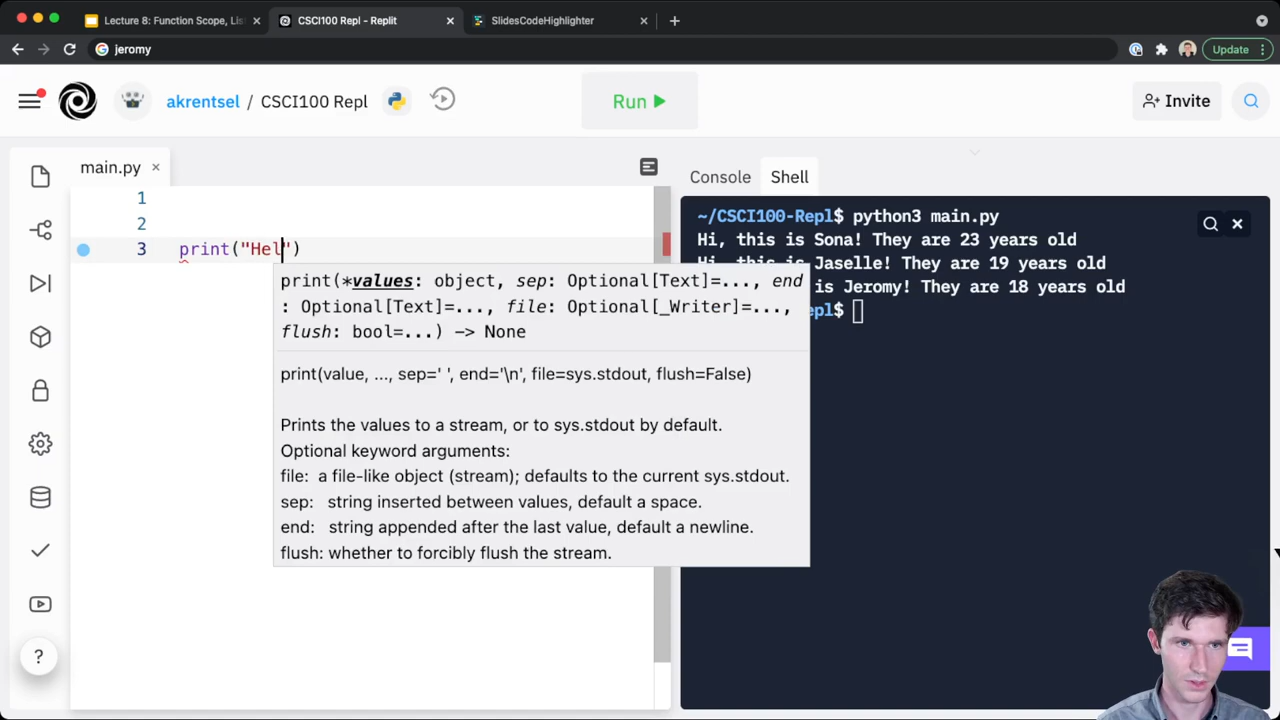 Lecture 8: Function Scope, Lis
CSCI100 Repl - Replit
SlidesCodeHighlighter
jeromy
Update
akrentsel / CSCI100 Repl
Run
Invite
main.py
Console
Shell
1
2
3 print("Hel")
print(*values: object, sep: Optional[Text]=..., end
: Optional[Text]=..., file: Optional[_Writer]=...,
flush: bool=...) -> None
print(value, ..., sep=' ', end='\n', file=sys.stdout, flush=False)
Prints the values to a stream, or to sys.stdout by default.
Optional keyword arguments:
file: a file-like object (stream); defaults to the current sys.stdout.
sep: string inserted between values, default a space.
end: string appended after the last value, default a newline.
flush: whether to forcibly flush the stream.
~/CSCI100-Repl$ python3 main.py
Hi, this is Sona! They are 23 years old
Hi, this is Jaselle! They are 19 years old
is Jeromy! They are 18 years old
epl$
?